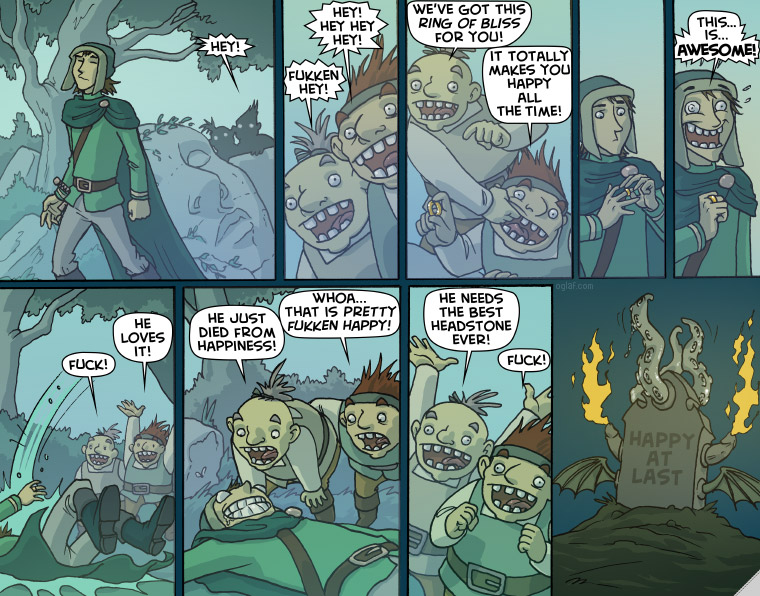 HEY!
HEY!
HEY HEY
HEY!
FUKKEN
HEY!
WE'VE GOT THIS
RING OF BLISS
FOR YOU!
IT TOTALLY
MAKES YOU
HAPPY
ALL
THE TIME!
THIS...
IS...
AWESOME!
oglaf.com
FUCK!
HE
LOVES
IT!
HE JUST
DIED FROM
HAPPINESS!
WHOA...
THAT IS PRETTY
FUKKEN HAPPY!
HE NEEDS
THE BEST
HEADSTONE
EVER!
FUCK!
HAPPY
AT
LAST